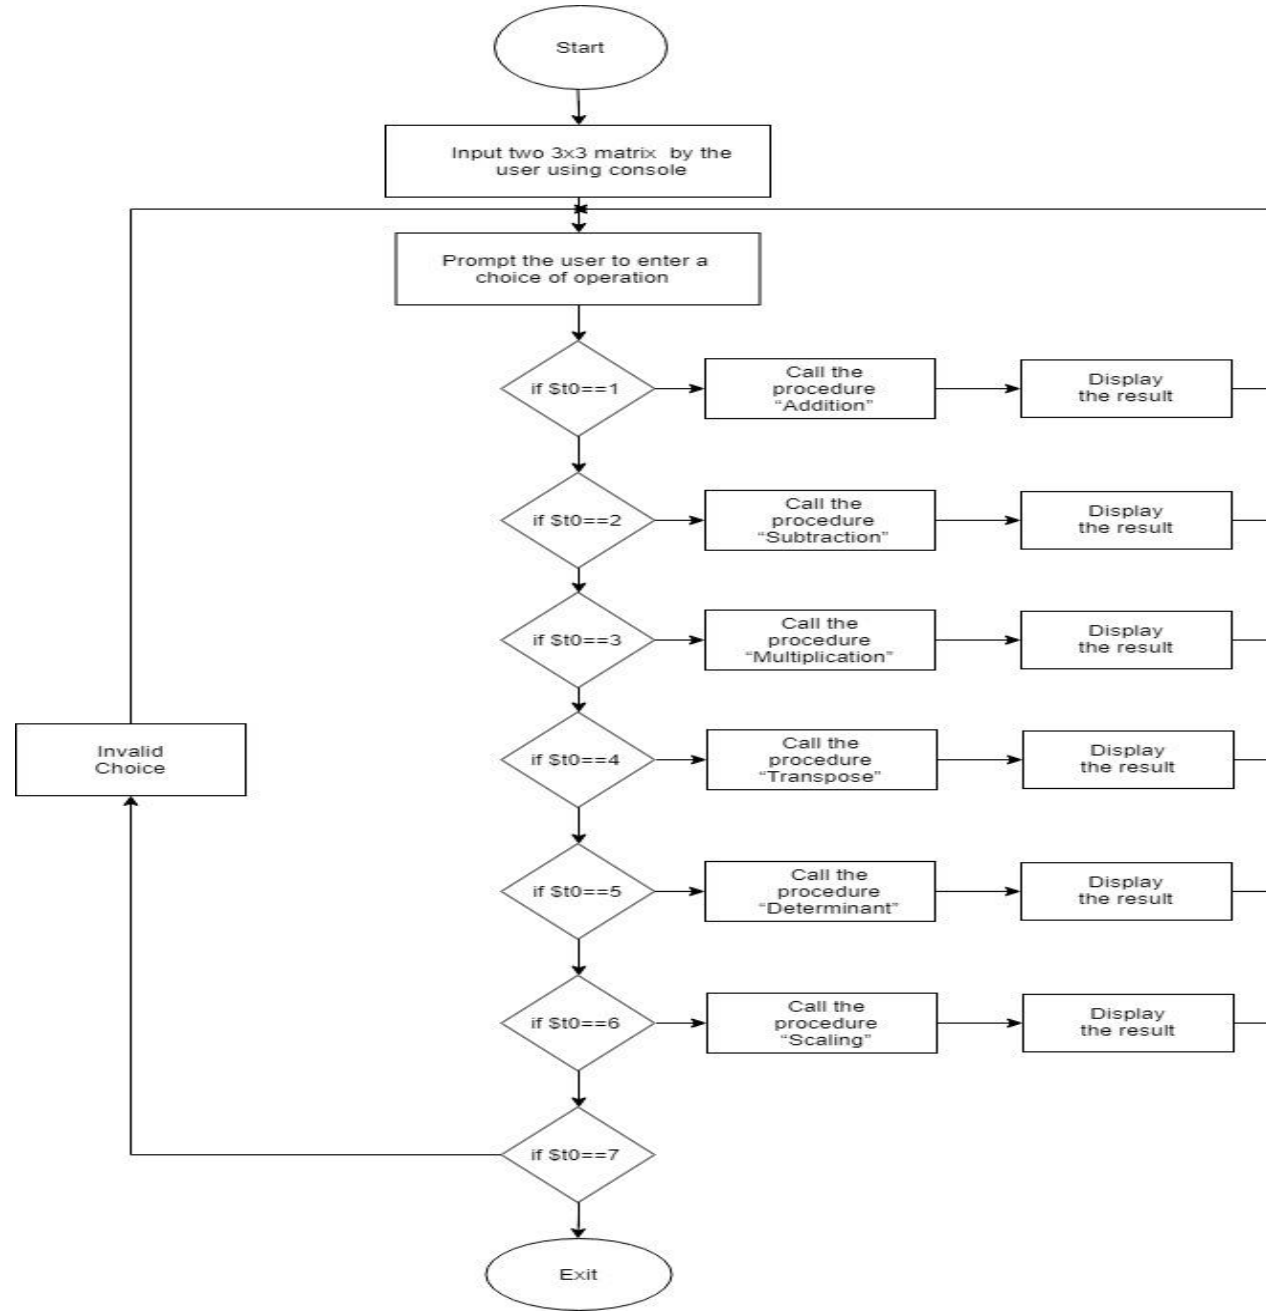 Start
Input two 3x3 matrix by the
user using console
Prompt the user to enter a
choice of operation
if $t0==1
Call the
procedure
“Addition”
Display
the result
if $t0==2
Call the
procedure
“Subtraction”
Display
the result
if $t0==3
Call the
procedure
“Multiplication”
Display
the result
Invalid
Choice
if $t0==4
Call the
procedure
“Transpose”
Display
the result
if $t0==5
Call the
procedure
“Determinant”
Display
the result
if $t0==6
Call the
procedure
“Scaling”
Display
the result
if $t0==7
Exit